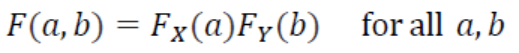 F(a, b) = F_X(a)F_Y(b) for all a, b